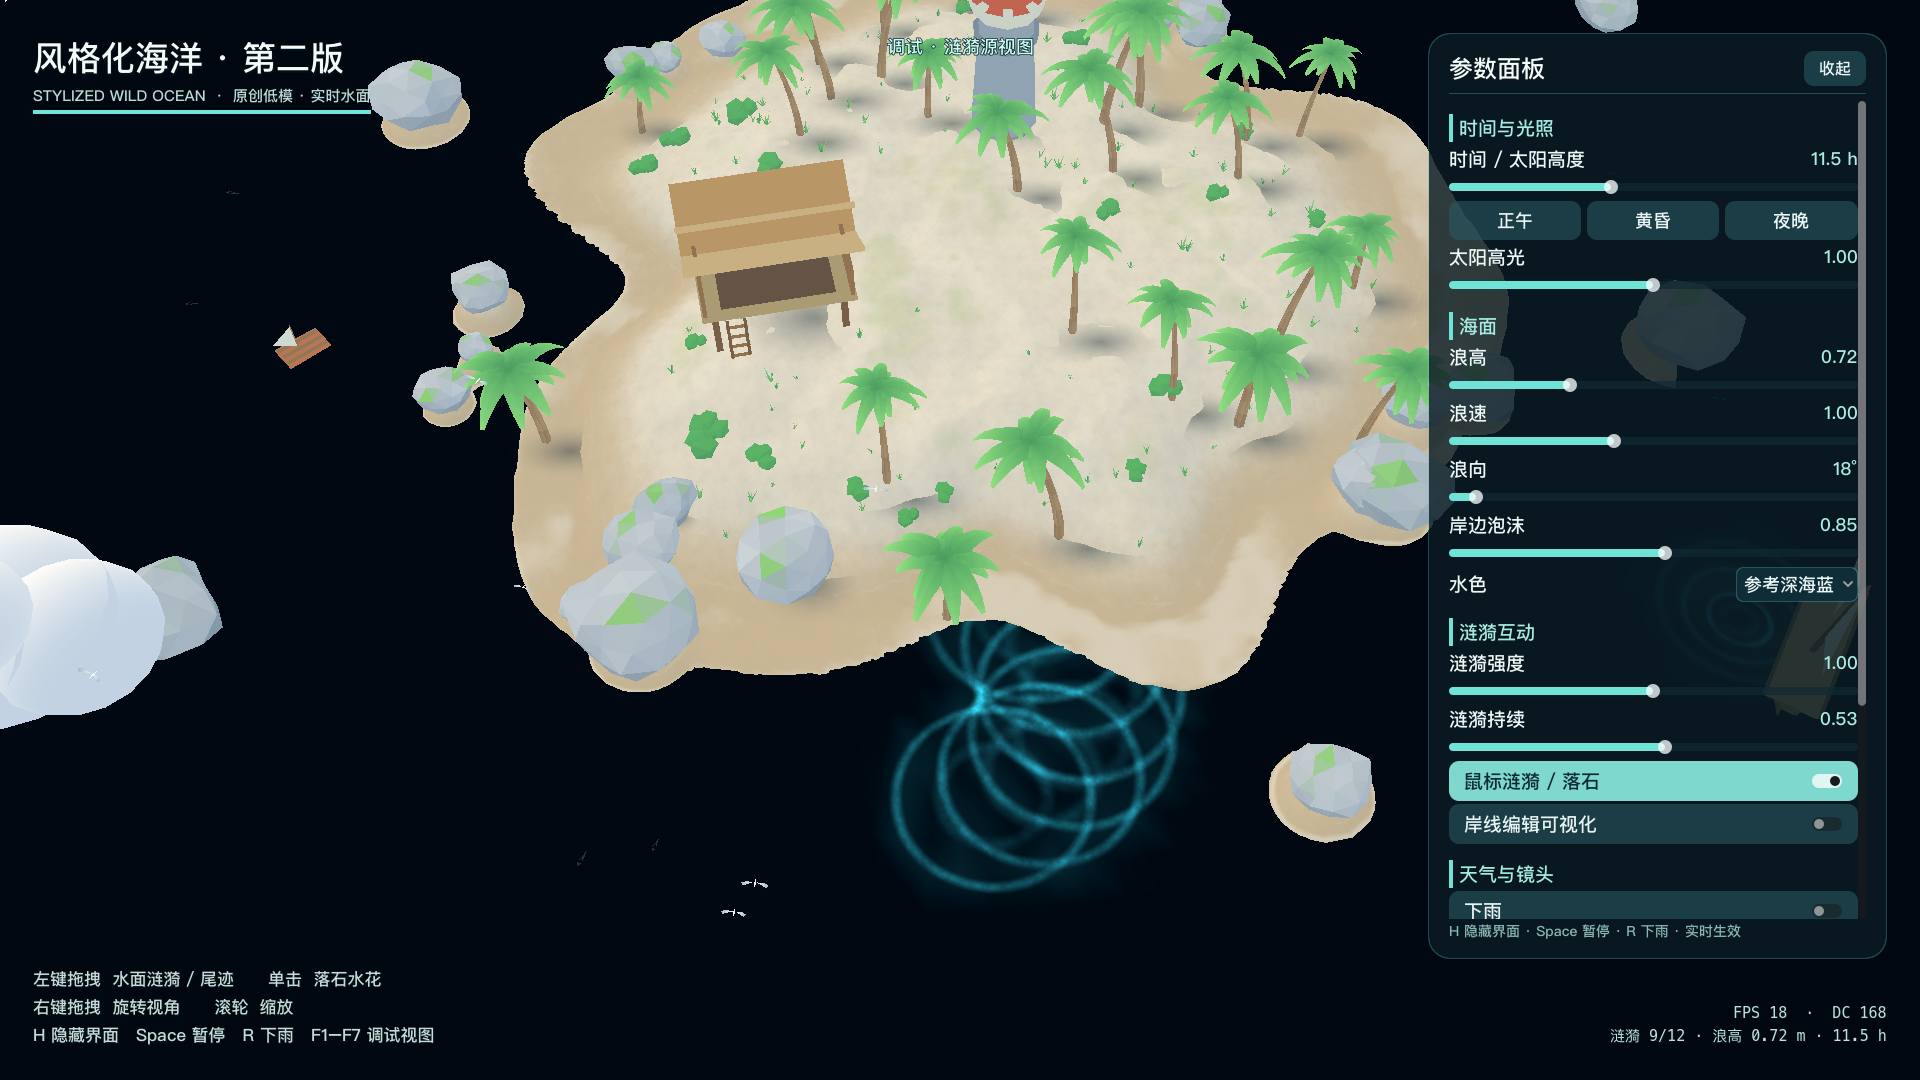 风格化海洋 · 第二版
STYLIZED WILD OCEAN · 原创低模 · 实时水面
调试 · 涟漪源视图
参数面板
收起
时间与光照
时间 / 太阳高度 11.5 h
正午 黄昏 夜晚
太阳高光 1.00
海面
浪高 0.72
浪速 1.00
浪向 18°
岸边泡沫 0.85
水色 参考深海蓝
涟漪互动
涟漪强度 1.00
涟漪持续 0.53
鼠标涟漪 / 落石
岸线编辑可视化
天气与镜头
下雨
H 隐藏界面 · Space 暂停 · R 下雨 · 实时生效
左键拖拽 水面涟漪 / 尾迹 单击 落石水花
右键拖拽 旋转视角 滚轮 缩放
H 隐藏界面 Space 暂停 R 下雨 F1—F7 调试视图
FPS 18 · DC 168
涟漪 9/12 · 浪高 0.72 m · 11.5 h